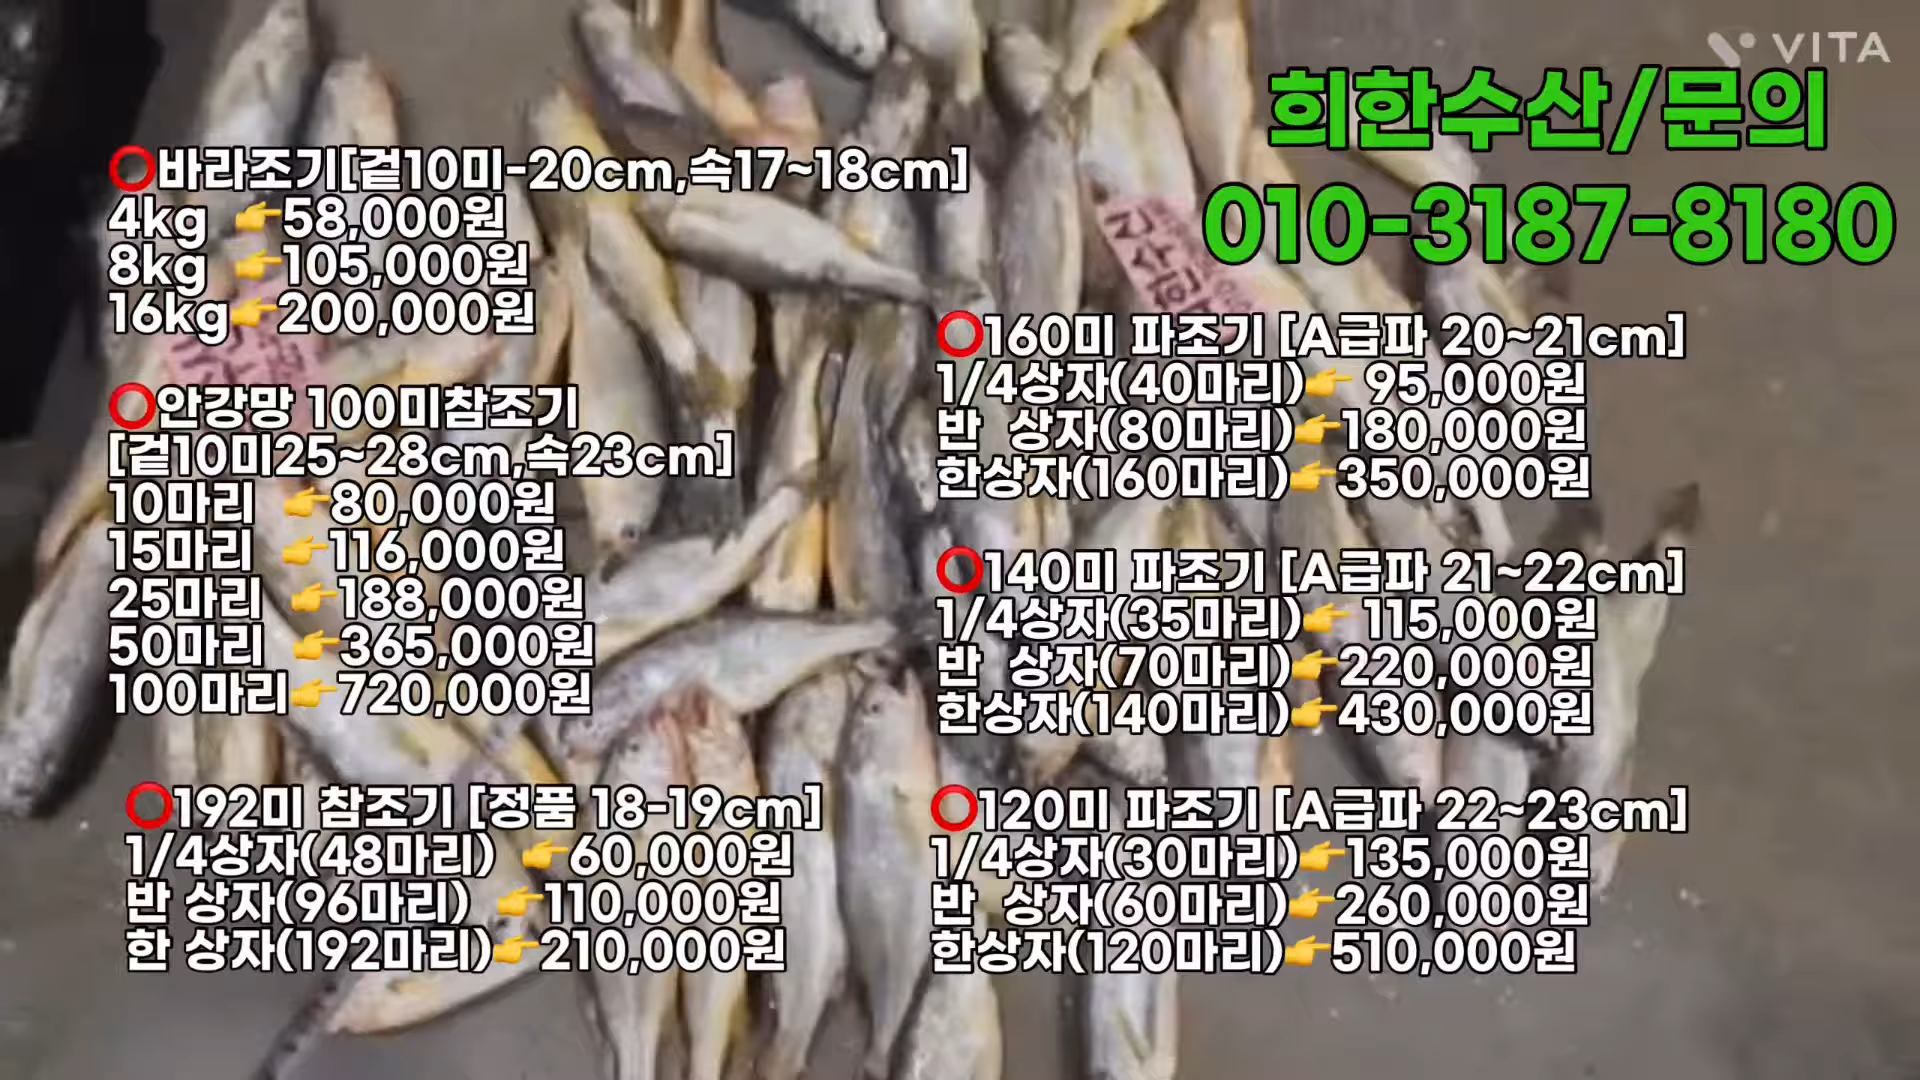 VITA
희한수산/문의
010-3187-8180
⭕바라조기[겉10미-20cm,속17~18cm]
4kg 👉58,000원
8kg 👉105,000원
16kg👉200,000원
⭕안강망 100미참조기
[겉10미25~28cm,속23cm]
10마리 👉80,000원
15마리 👉116,000원
25마리 👉188,000원
50마리 👉365,000원
100마리👉720,000원
⭕192미 참조기 [정품 18-19cm]
1/4상자(48마리) 👉60,000원
반 상자(96마리) 👉110,000원
한 상자(192마리)👉210,000원
⭕160미 파조기 [A급파 20~21cm]
1/4상자(40마리)👉 95,000원
반 상자(80마리)👉180,000원
한상자(160마리)👉350,000원
⭕140미 파조기 [A급파 21~22cm]
1/4상자(35마리)👉 115,000원
반 상자(70마리)👉220,000원
한상자(140마리)👉430,000원
⭕120미 파조기 [A급파 22~23cm]
1/4상자(30마리)👉135,000원
반 상자(60마리)👉260,000원
한상자(120마리)👉510,000원